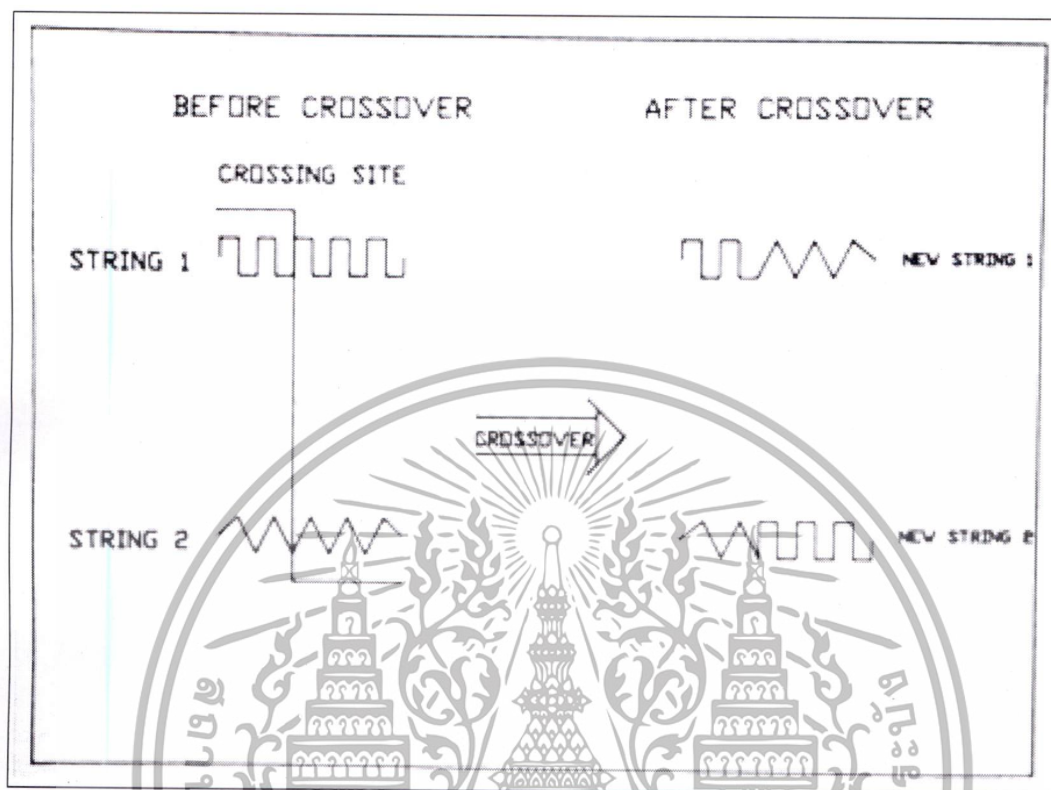 BEFORE CROSSOVER
AFTER CROSSOVER
CROSSING SITE
STRING 1
NEW STRING 1
CROSSOVER
STRING 2
NEW STRING 2